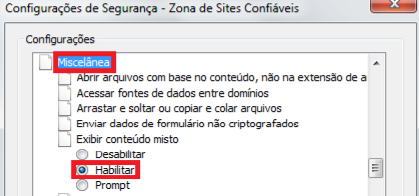 Configurações de Segurança - Zona de Sites Confiáveis
Configurações
Miscelânea
Abrir arquivos com base no conteúdo, não na extensão de a
Acessar fontes de dados entre domínios
Arrastar e soltar ou copiar e colar arquivos
Enviar dados de formulário não criptografados
Exibir conteúdo misto
Desabilitar
Habilitar
Prompt